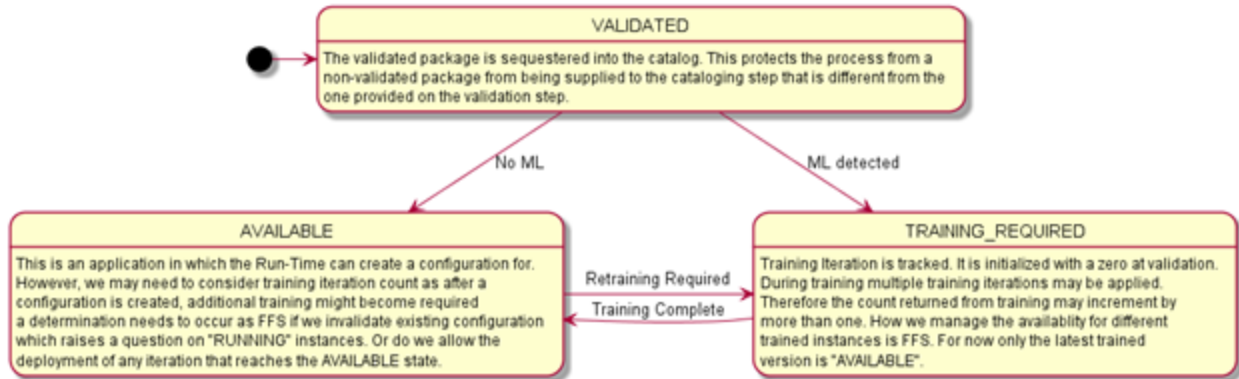 VALIDATED
The validated package is sequestered into the catalog. This protects the process from a
non-validated package from being supplied to the cataloging step that is different from the
one provided on the validation step.
No ML
ML detected
AVAILABLE
This is an application in which the Run-Time can create a configuration for.
However, we may need to consider training iteration count as after a
configuration is created, additional training might become required
a determination needs to occur as FFS if we invalidate existing configuration
which raises a question on "RUNNING" instances. Or do we allow the
deployment of any iteration that reaches the AVAILABLE state.
Retraining Required
Training Complete
TRAINING_REQUIRED
Training Iteration is tracked. It is initialized with a zero at validation.
During training multiple training iterations may be applied.
Therefore the count returned from training may increment by
more than one. How we manage the availablity for different
trained instances is FFS. For now only the latest trained
version is "AVAILABLE".